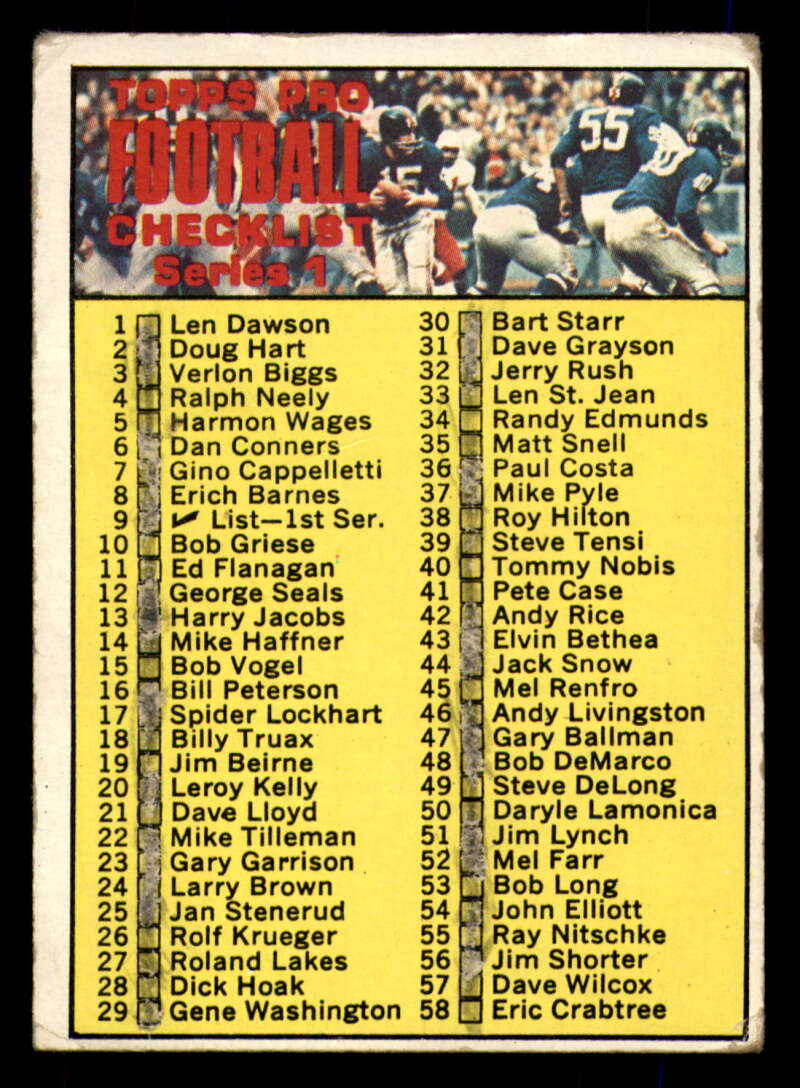 TOPPS PRO
FOOTBALL
CHECKLIST
Series 1
15
55
40
1 Len Dawson
2 Doug Hart
3 Verlon Biggs
4 Ralph Neely
5 Harmon Wages
6 Dan Conners
7 Gino Cappelletti
8 Erich Barnes
9 ✔ List—1st Ser.
10 Bob Griese
11 Ed Flanagan
12 George Seals
13 Harry Jacobs
14 Mike Haffner
15 Bob Vogel
16 Bill Peterson
17 Spider Lockhart
18 Billy Truax
19 Jim Beirne
20 Leroy Kelly
21 Dave Lloyd
22 Mike Tilleman
23 Gary Garrison
24 Larry Brown
25 Jan Stenerud
26 Rolf Krueger
27 Roland Lakes
28 Dick Hoak
29 Gene Washington
30 Bart Starr
31 Dave Grayson
32 Jerry Rush
33 Len St. Jean
34 Randy Edmunds
35 Matt Snell
36 Paul Costa
37 Mike Pyle
38 Roy Hilton
39 Steve Tensi
40 Tommy Nobis
41 Pete Case
42 Andy Rice
43 Elvin Bethea
44 Jack Snow
45 Mel Renfro
46 Andy Livingston
47 Gary Ballman
48 Bob DeMarco
49 Steve DeLong
50 Daryle Lamonica
51 Jim Lynch
52 Mel Farr
53 Bob Long
54 John Elliott
55 Ray Nitschke
56 Jim Shorter
57 Dave Wilcox
58 Eric Crabtree